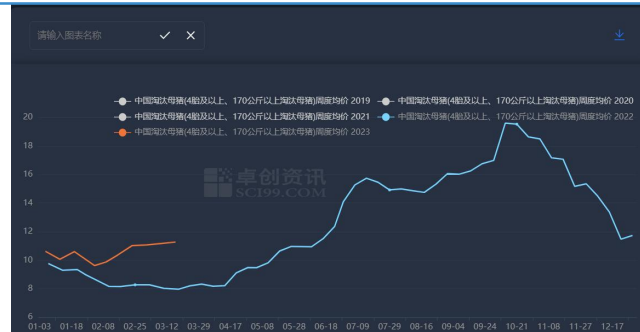 请输入图表名称
中国淘汰母猪(4胎及以上、170公斤以上淘汰母猪)周度均价 2019 中国淘汰母猪(4胎及以上、170公斤以上淘汰母猪)周度均价 2020
中国淘汰母猪(4胎及以上、170公斤以上淘汰母猪)周度均价 2021 中国淘汰母猪(4胎及以上、170公斤以上淘汰母猪)周度均价 2022
中国淘汰母猪(4胎及以上、170公斤以上淘汰母猪)周度均价 2023
20
18
16
卓创资讯
SCI99.COM
14
12
10
8
6
01-03 01-18 02-08 02-25 03-12 03-29 04-17 05-08 05-28 06-18 07-09 07-29 08-16 09-04 09-24 10-21 11-08 11-27 12-17